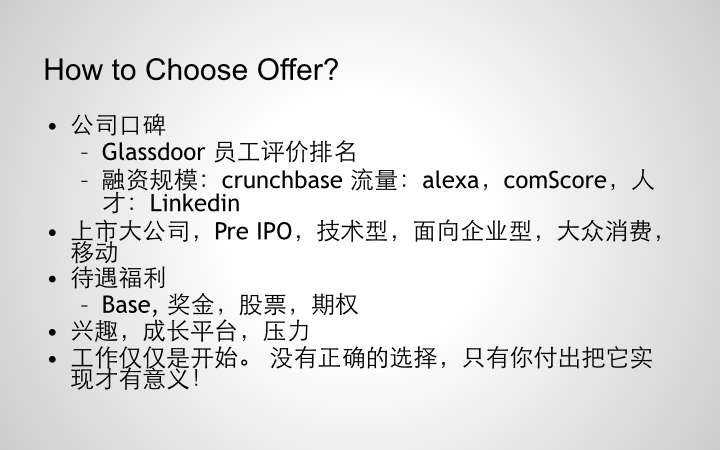 How to Choose Offer?
• 公司口碑
– Glassdoor 员工评价排名
– 融资规模：crunchbase 流量：alexa，comScore，人
才：Linkedin
• 上市大公司，Pre IPO，技术型，面向企业型，大众消费，
移动
• 待遇福利
– Base, 奖金，股票，期权
• 兴趣，成长平台，压力
• 工作仅仅是开始。 没有正确的选择，只有你付出把它实
现才有意义！